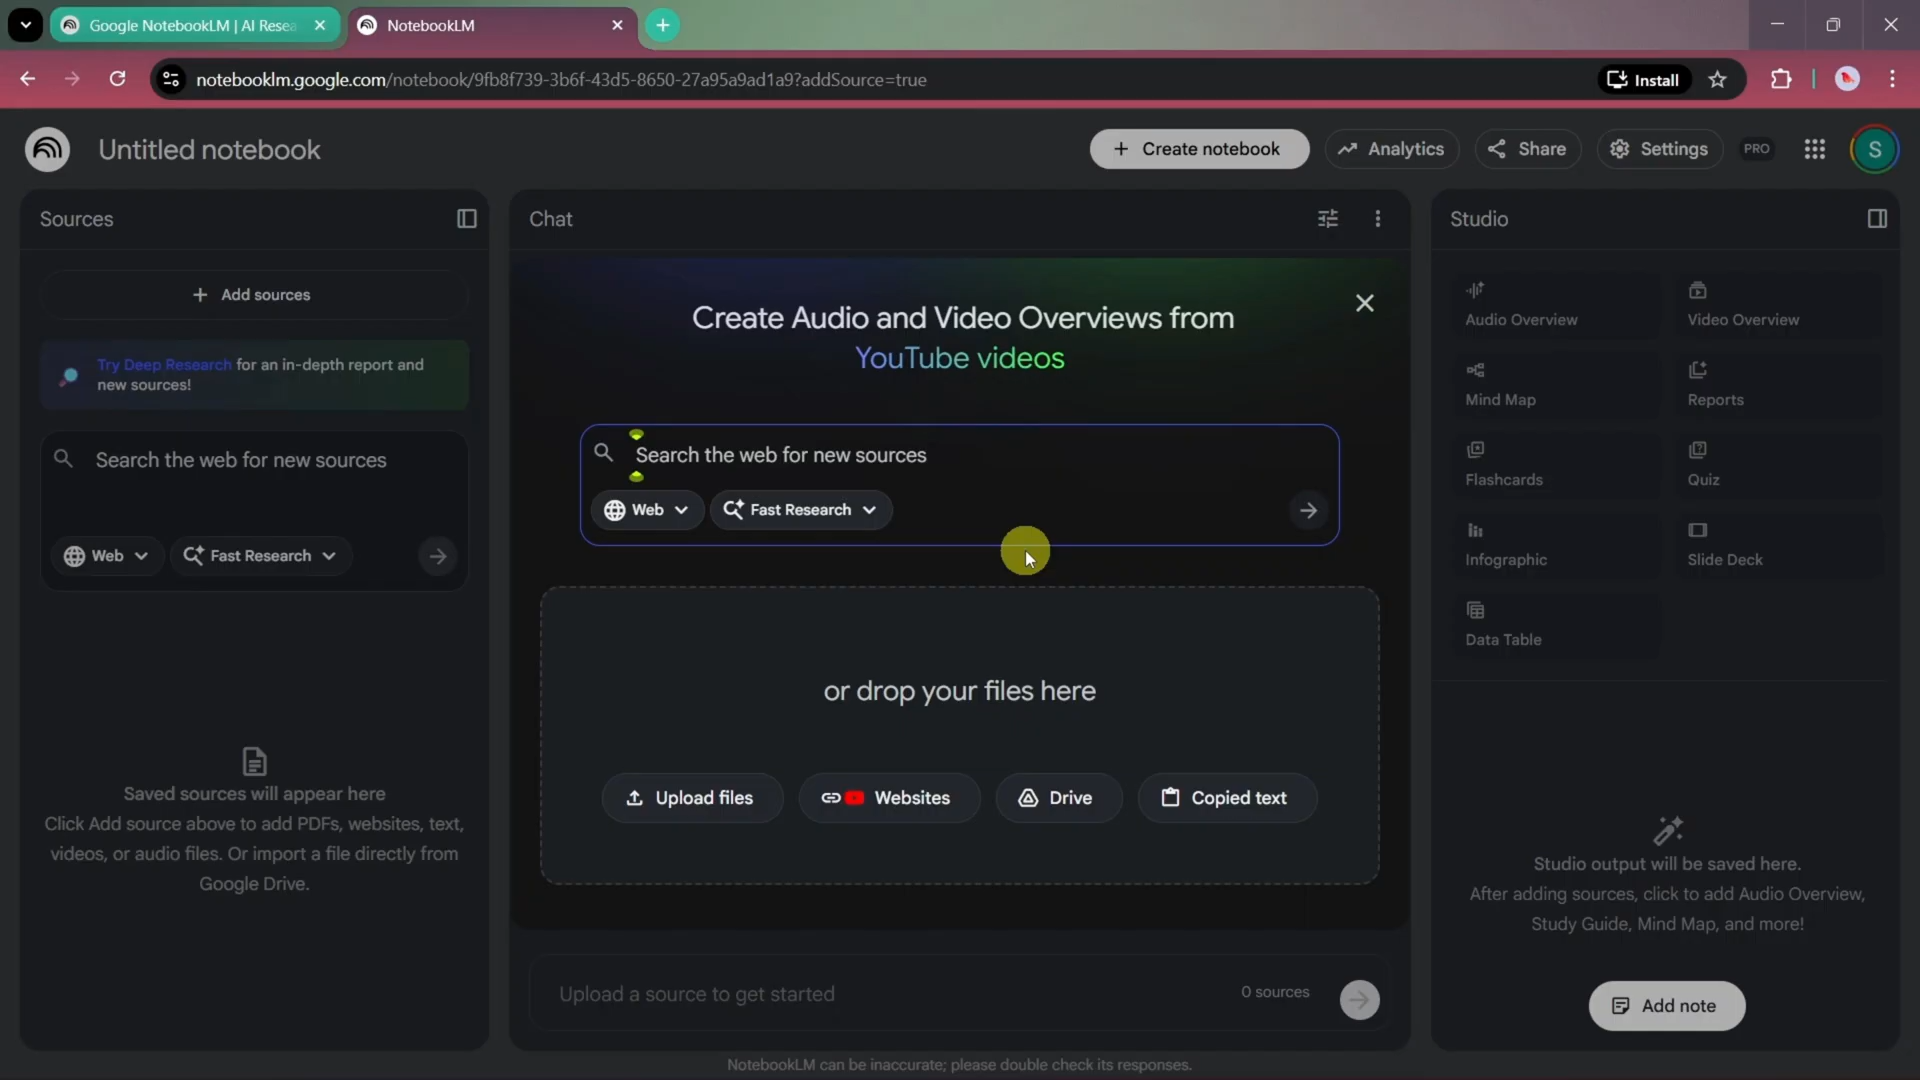 Google NotebookLM | AI Resea
NotebookLM
notebooklm.google.com/notebook/9fb8f739-3b6f-43d5-8650-27a95a9ad1a9?addSource=true
Install
Untitled notebook
+ Create notebook
Analytics
Share
Settings
PRO
S
Sources
+ Add sources
Try Deep Research for an in-depth report and
new sources!
Search the web for new sources
Web
Fast Research
Saved sources will appear here
Click Add source above to add PDFs, websites, text,
videos, or audio files. Or import a file directly from
Google Drive.
Chat
Create Audio and Video Overviews from
YouTube videos
Search the web for new sources
Web
Fast Research
or drop your files here
Upload files
Websites
Drive
Copied text
Upload a source to get started
0 sources
NotebookLM can be inaccurate; please double check its responses.
Studio
Audio Overview
Video Overview
Mind Map
Reports
Flashcards
Quiz
Infographic
Slide Deck
Data Table
Studio output will be saved here.
After adding sources, click to add Audio Overview,
Study Guide, Mind Map, and more!
Add note